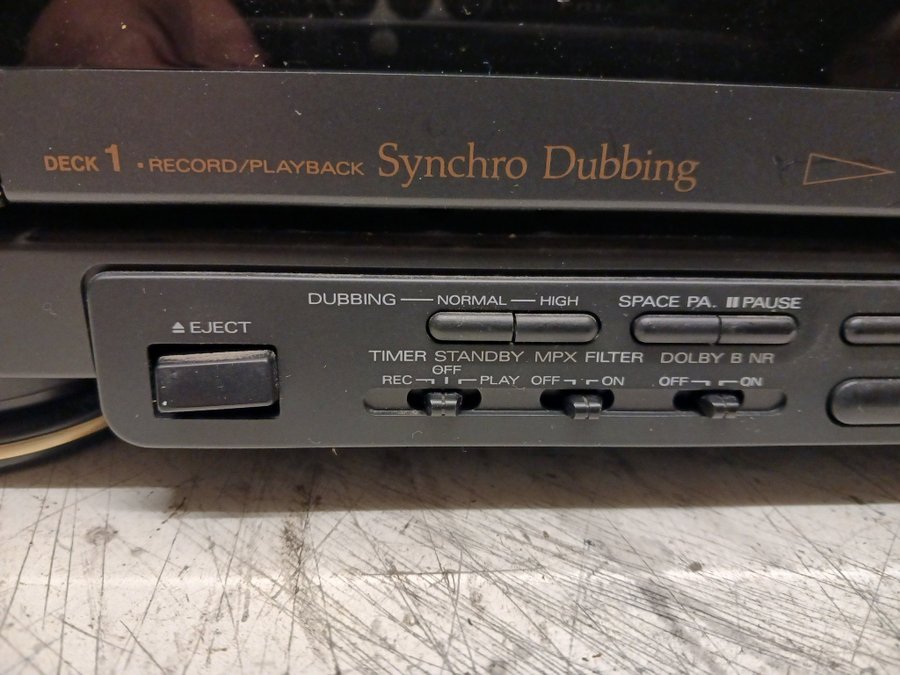 DECK 1 • RECORD/PLAYBACK Synchro Dubbing
DUBBING NORMAL HIGH SPACE PA.. PAUSE
EJECT
TIMER STANDBY MPX FILTER DOLBY B NR
OFF
REC PLAY OFF ON OFF ON